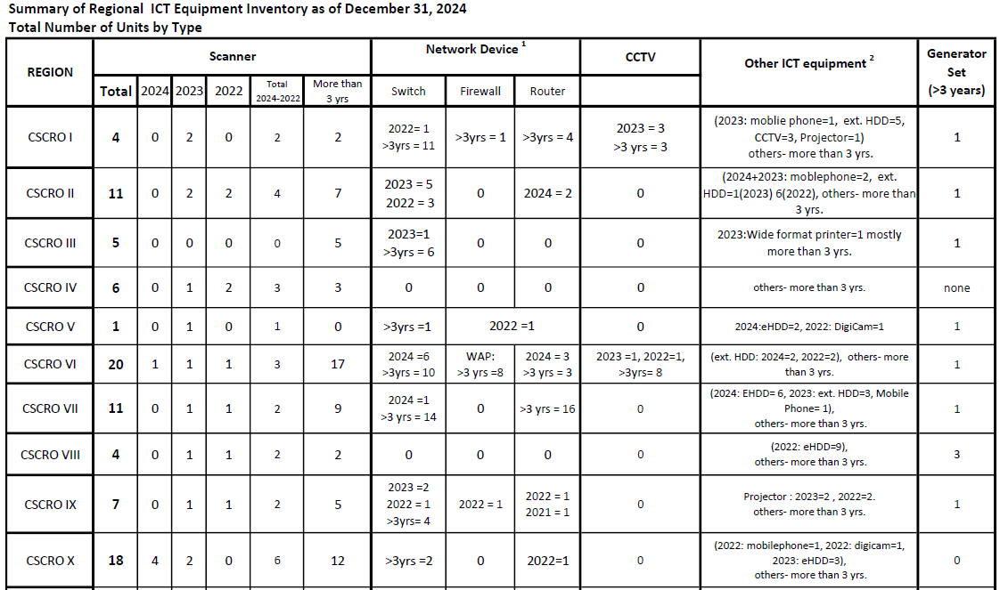 Summary of Regional ICT Equipment Inventory as of December 31, 2024
Total Number of Units by Type
REGION Scanner Network Device 1 CCTV Other ICT equipment 2 Generator Set (>3 years)
Total 2024 2023 2022 Total 2024-2022 More than 3 yrs Switch Firewall Router
CSCRO I 4 0 2 0 2 2 2022= 1 >3yrs = 11 >3yrs = 1 >3yrs = 4 2023 = 3 >3 yrs = 3 (2023: moblie phone=1, ext. HDD=5, CCTV=3, Projector=1) others- more than 3 yrs. 1
CSCRO II 11 0 2 2 4 7 2023 = 5 2022 = 3 0 2024 = 2 0 (2024+2023: moblephone=2, ext. HDD=1(2023) 6(2022), others- more than 3 yrs. 1
CSCRO III 5 0 0 0 0 5 2023=1 >3yrs = 6 0 0 0 2023:Wide format printer=1 mostly more than 3 yrs. 1
CSCRO IV 6 0 1 2 3 3 0 0 0 0 others- more than 3 yrs. none
CSCRO V 1 0 1 0 1 0 >3yrs =1 2022 =1 0 2024:eHDD=2, 2022: DigiCam=1 1
CSCRO VI 20 1 1 1 3 17 2024 =6 >3yrs = 10 WAP: >3 yrs =8 2024 = 3 >3 yrs = 3 2023 =1, 2022=1, >3yrs= 8 (ext. HDD: 2024=2, 2022=2), others- more than 3 yrs. 1
CSCRO VII 11 0 1 1 2 9 2024 =1 >3 yrs = 14 0 >3 yrs = 16 0 (2024: EHDD= 6, 2023: ext. HDD=3, Mobile Phone= 1), others- more than 3 yrs. 1
CSCRO VIII 4 0 1 1 2 2 0 0 0 0 (2022: eHDD=9), others- more than 3 yrs. 3
CSCRO IX 7 0 1 1 2 5 2023 =2 2022 = 1 >3yrs= 4 2022 = 1 2022 = 1 2021 = 1 0 Projector : 2023=2 , 2022=2. others- more than 3 yrs. 1
CSCRO X 18 4 2 0 6 12 >3yrs =2 0 2022=1 0 (2022: mobilephone=1, 2022: digicam=1, 2023: eHDD=3), others- more than 3 yrs. 0